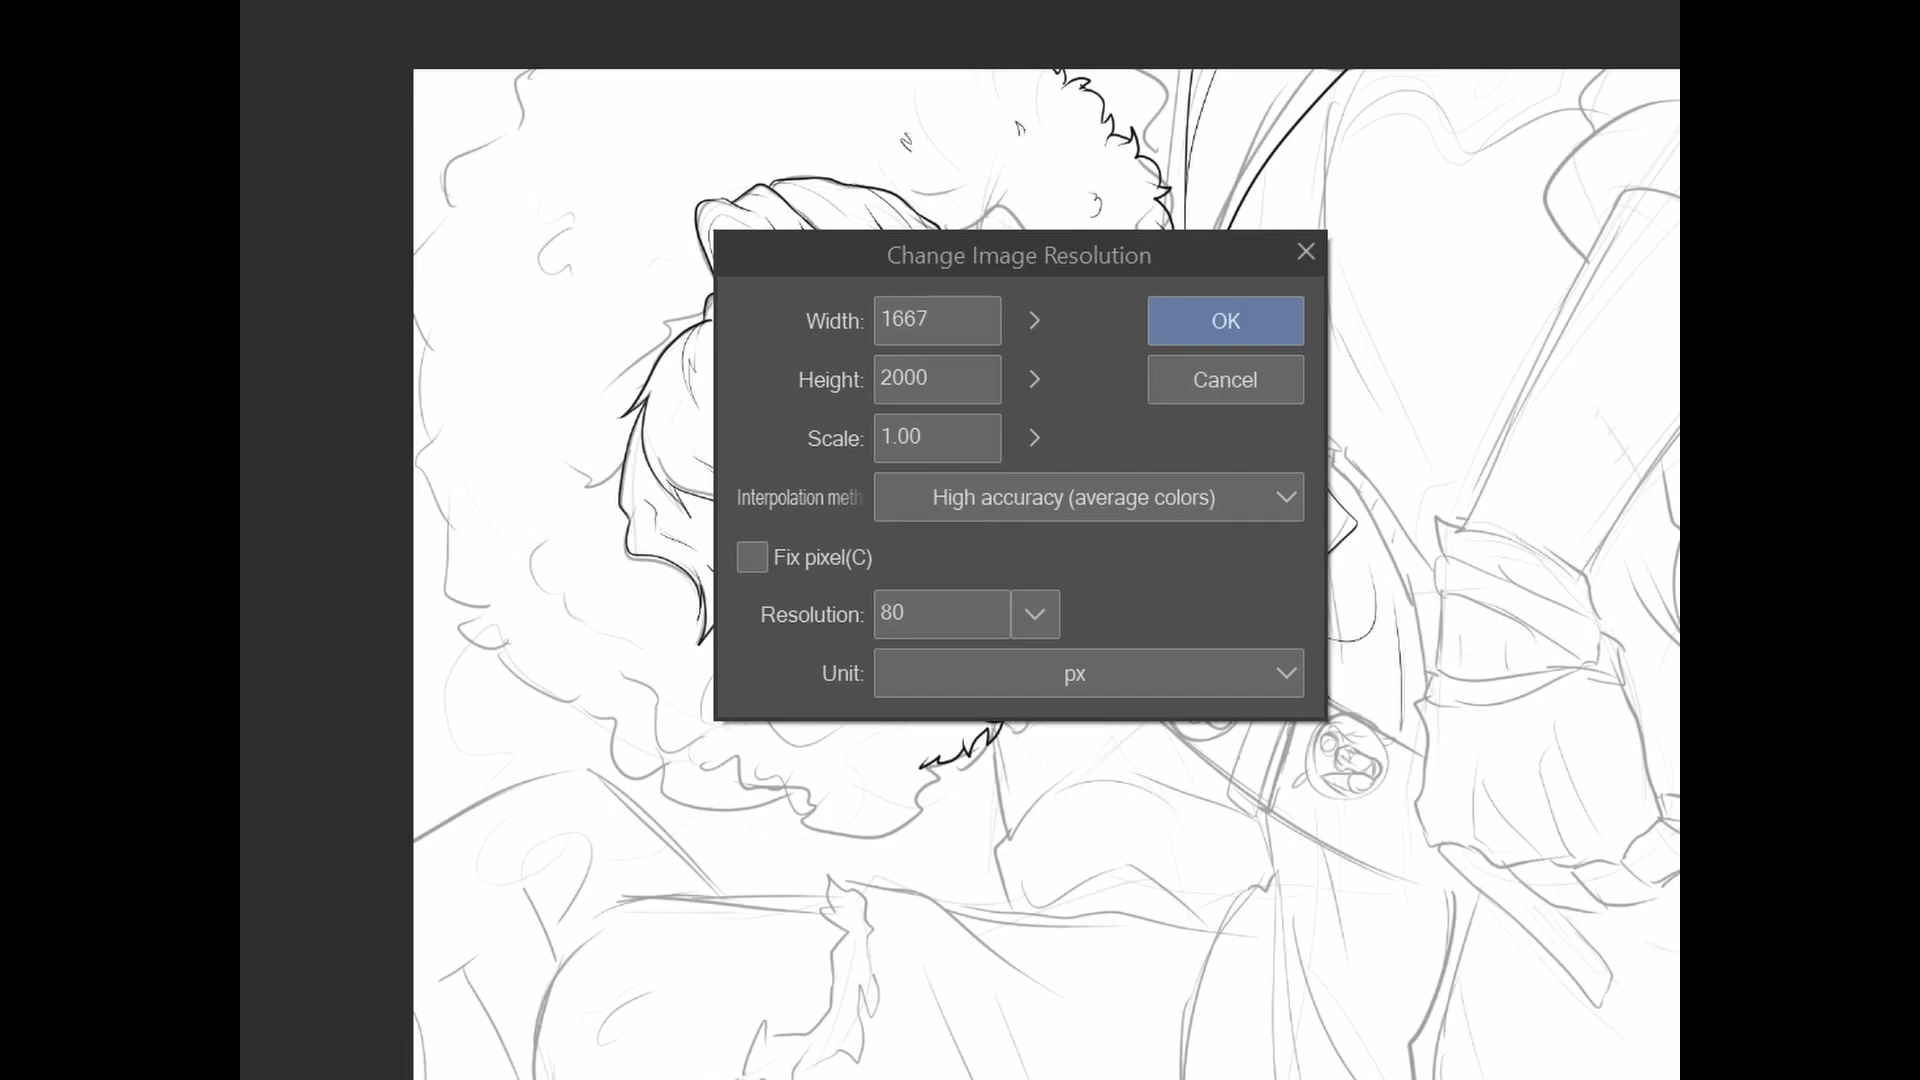 Change Image Resolution
Width: 1667
OK
Height: 2000
Cancel
Scale: 1.00
Interpolation meth High accuracy (average colors)
Fix pixel(C)
Resolution: 80
Unit: px